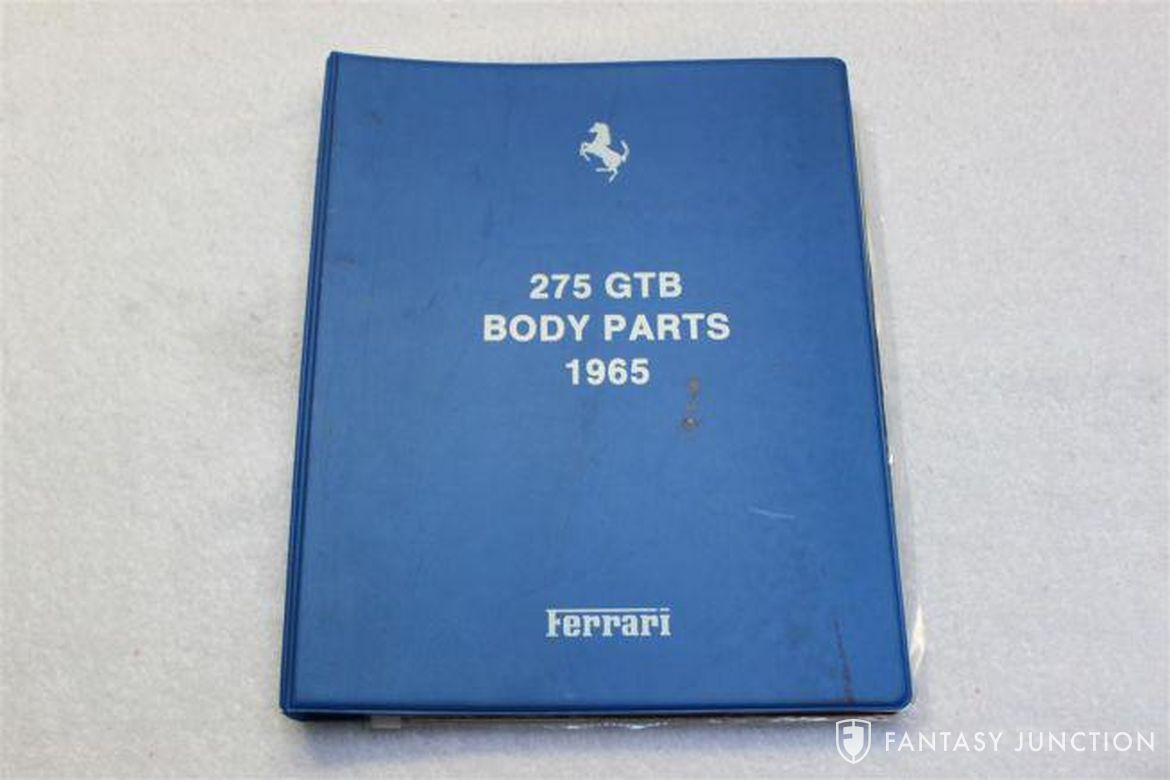 275 GTB
BODY PARTS
1965
Ferrari
FANTASY JUNCTION